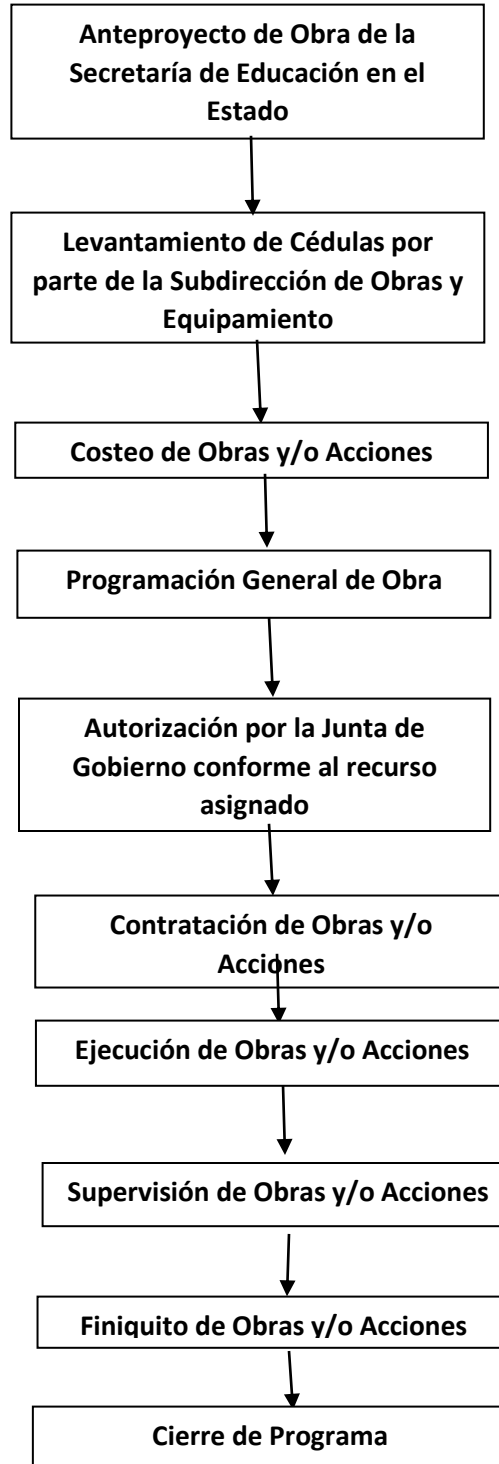 Anteproyecto de Obra de la
Secretaría de Educación en el
Estado
Levantamiento de Cédulas por
parte de la Subdirección de Obras y
Equipamiento
Costeo de Obras y/o Acciones
Programación General de Obra
Autorización por la Junta de
Gobierno conforme al recurso
asignado
Contratación de Obras y/o
Acciones
Ejecución de Obras y/o Acciones
Supervisión de Obras y/o Acciones
Finiquito de Obras y/o Acciones
Cierre de Programa